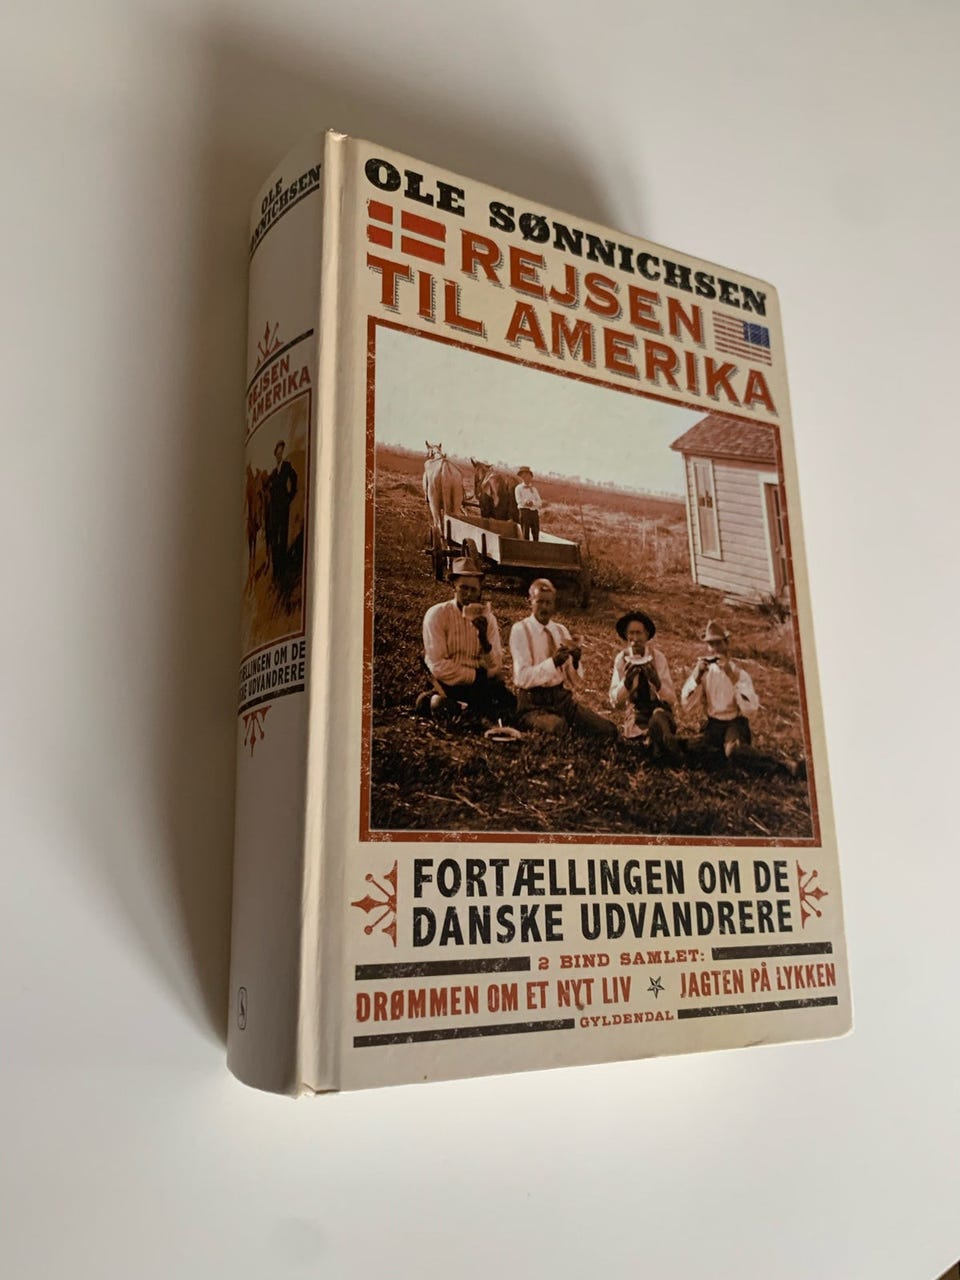 OLE SØNNICHSEN
REJSEN
TIL AMERIKA
FORTÆLLINGEN OM DE
DANSKE UDVANDRERE
2 BIND SAMLET:
DRØMMEN OM ET NYT LIV ☆ JAGTEN PÅ LYKKEN
GYLDENDAL
OLE
SØNNICHSEN
REJSEN
TIL AMERIKA
FORTÆLLINGEN OM DE
DANSKE UDVANDRERE